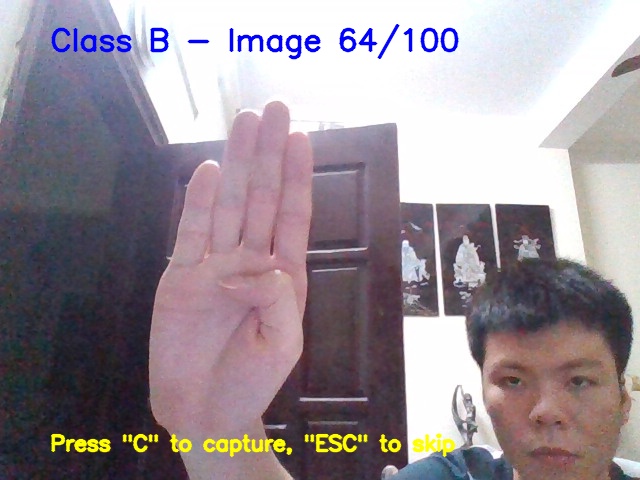 Class B - Image 64/100
Press "C" to capture, "ESC" to skip